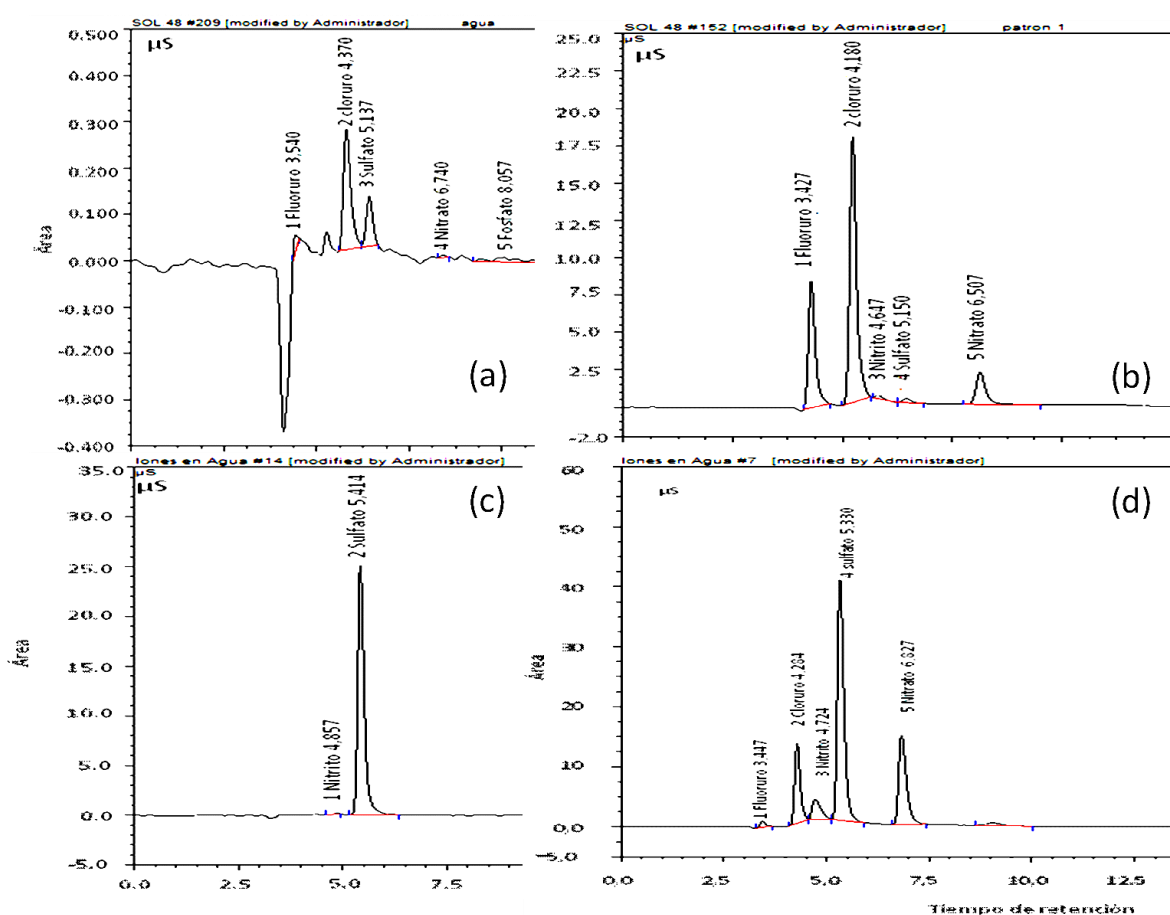 SOL 48 #209 [modified by Administrador] agua
µS
0.500
0.400
0.300
0.200
0.100
0.000
-0.100
-0.200
-0.300
-0.400
Área
1 Fluoruro 3,540
2 cloruro 4,370
3 Sulfato 5,137
4 Nitrato 6,740
5 Fosfato 8,057
(a)
SOL 48 #152 [modified by Administrador] patron 1
µS
µS
25.0
22.5
20.0
17.5
15.0
12.5
10.0
7.5
5.0
2.5
-2.0
1 Fluoruro 3,427
2 cloruro 4,180
3 Nitrito 4,647
4 Sulfato 5,150
5 Nitrato 6,507
(b)
Iones en Agua #14 [modified by Administrador]
µS
µS
35.0
30.0
25.0
20.0
15.0
10.0
5.0
0.0
-5.0
Área
1 Nitrito 4,857
2 Sulfato 5,414
(c)
0.0 2.5 5.0 7.5
Iones en Agua #7 [modified by Administrador]
µS
60
50
40
30
20
10
0,0
-5.0
Área
1 Fluoruro 3,447
2 Cloruro 4,284
3 Nitrito 4,724
4 sulfato 5.330
5 Nitrato 6,827
(d)
0,0 2.5 5.0 7.5 10.0 12.5
Tiempo de retención